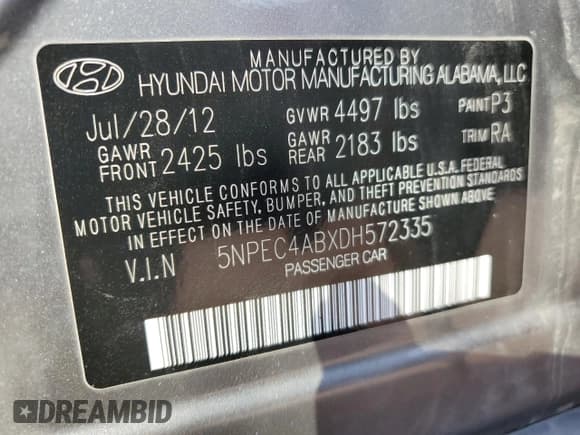 MANUFACTURED BY
HYUNDAI MOTOR MANUFACTURING ALABAMA, LLC
Jul/28/12 GVWR 4497 lbs PAINT P3
GAWR FRONT 2425 lbs GAWR REAR 2183 lbs TRIM RA
THIS VEHICLE CONFORMS TO ALL APPLICABLE U.S.A. FEDERAL
MOTOR VEHICLE SAFETY, BUMPER, AND THEFT PREVENTION STANDARDS
IN EFFECT ON THE DATE OF MANUFACTURE SHOWN ABOVE.
V.I.N 5NPEC4ABXDH572335
PASSENGER CAR
DREAMBID